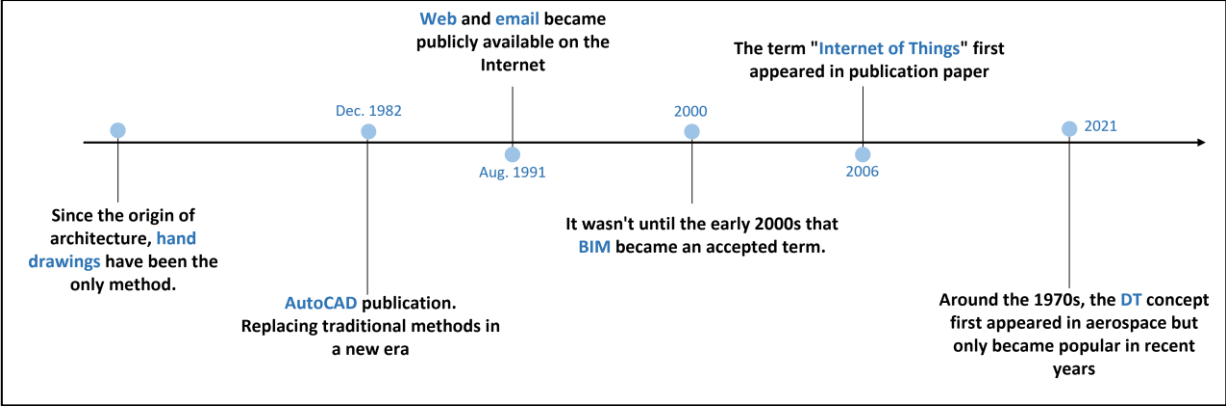 Since the origin of
architecture, hand
drawings have been the
only method.
Dec. 1982
AutoCAD publication.
Replacing traditional methods in
a new era
Web and email became
publicly available on the
Internet
Aug. 1991
2000
It wasn't until the early 2000s that
BIM became an accepted term.
The term "Internet of Things" first
appeared in publication paper
2006
2021
Around the 1970s, the DT concept
first appeared in aerospace but
only became popular in recent
years